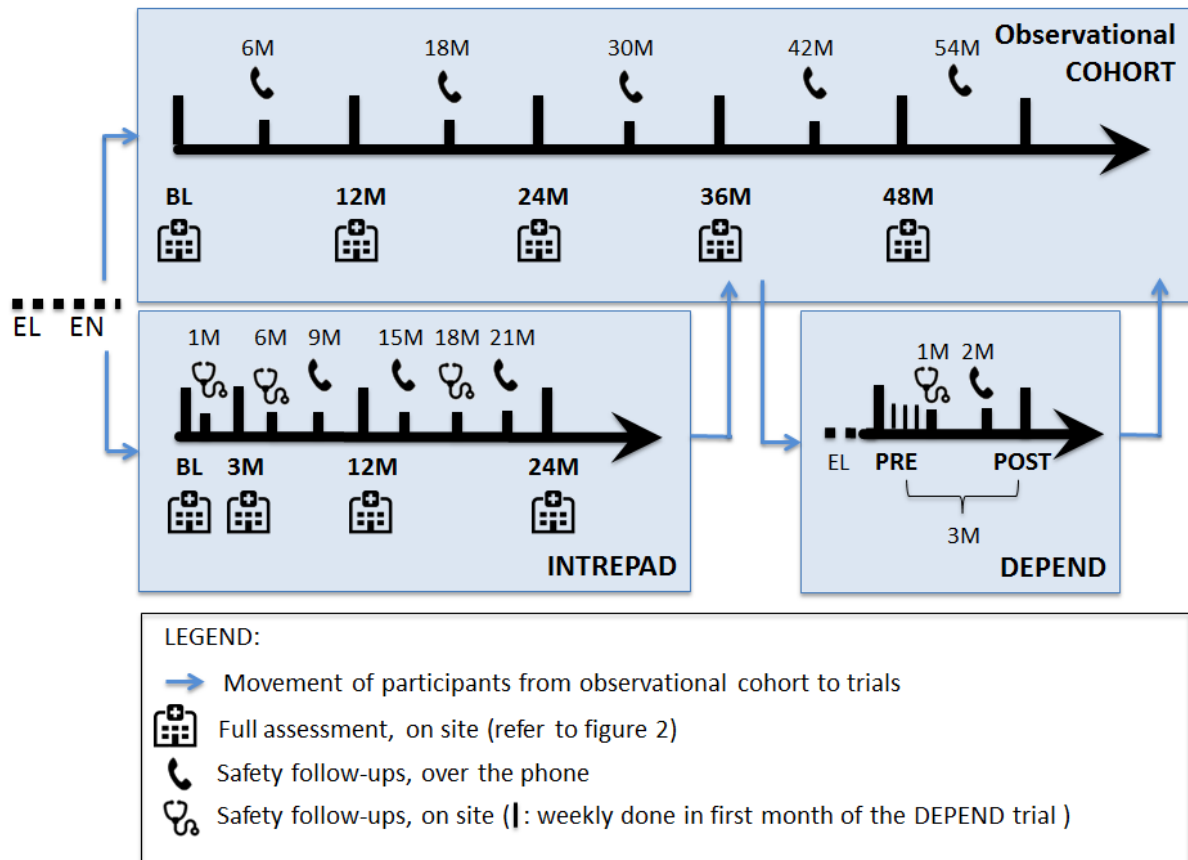 Observational
COHORT
6M 18M 30M 42M 54M
BL 12M 24M 36M 48M
EL EN
1M 6M 9M 15M 18M 21M
BL 3M 12M 24M
INTREPAD
1M 2M
EL PRE POST
3M
DEPEND
LEGEND:
Movement of participants from observational cohort to trials
Full assessment, on site (refer to figure 2)
Safety follow-ups, over the phone
Safety follow-ups, on site (|: weekly done in first month of the DEPEND trial )